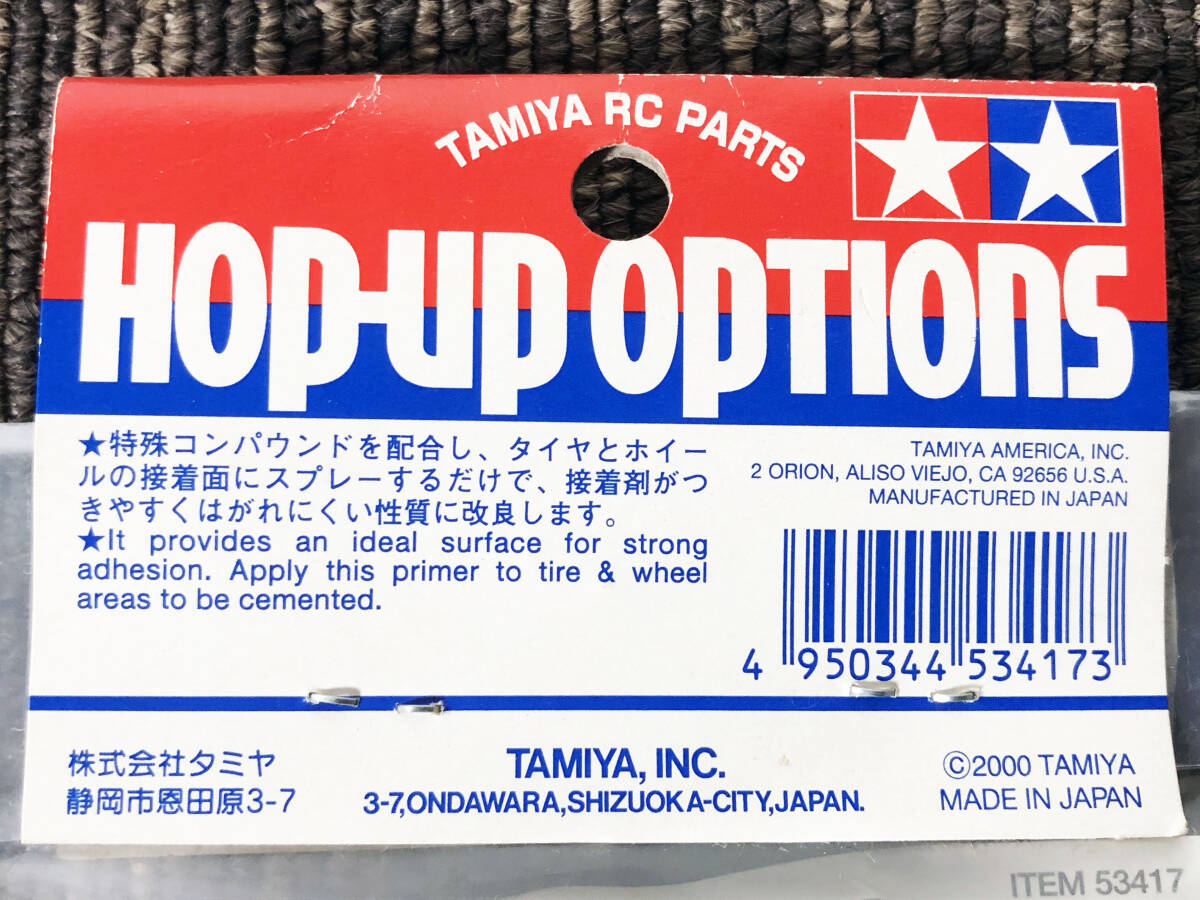 TAMIYA RC PARTS
HOP-UP OPTIONS
★特殊コンパウンドを配合し、タイヤとホイー
ルの接着面にスプレーするだけで、接着剤がつ
きやすくはがれにくい性質に改良します。
★It provides an ideal surface for strong
adhesion. Apply this primer to tire & wheel
areas to be cemented.
TAMIYA AMERICA, INC.
2 ORION, ALISO VIEJO, CA 92656 U.S.A.
MANUFACTURED IN JAPAN
4 950344 534173
株式会社タミヤ
静岡市恩田原3-7
TAMIYA, INC.
3-7,ONDAWARA,SHIZUOKA-CITY,JAPAN.
©2000 TAMIYA
MADE IN JAPAN
ITEM 53417